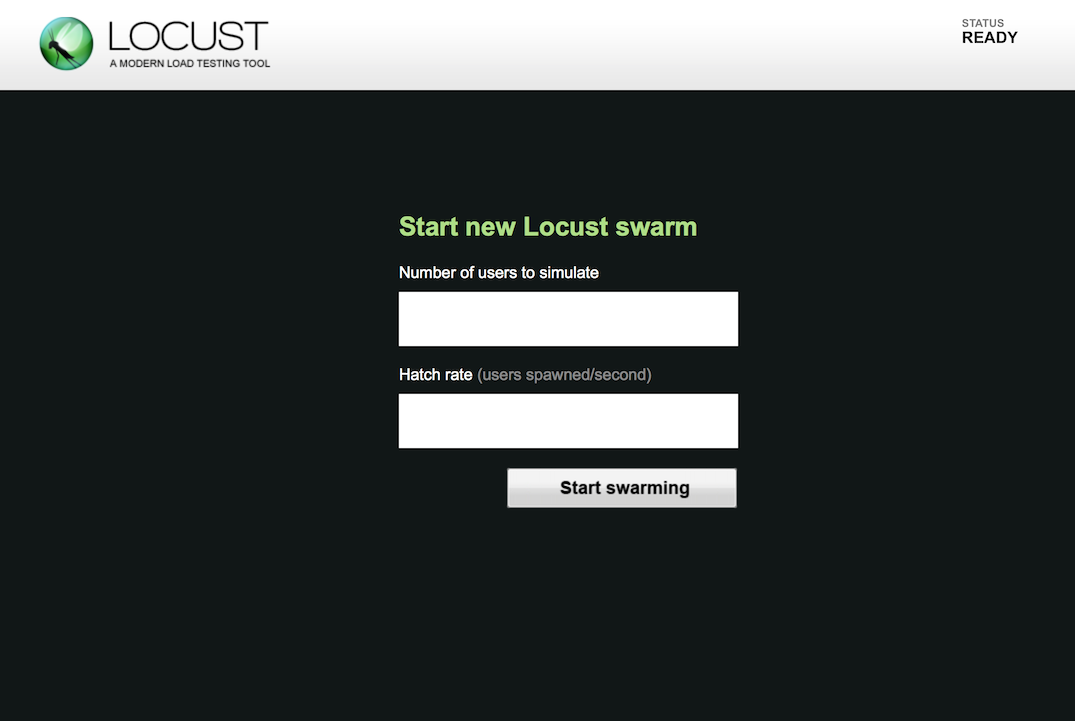 LOCUST
A MODERN LOAD TESTING TOOL
STATUS
READY
Start new Locust swarm
Number of users to simulate
Hatch rate (users spawned/second)
Start swarming